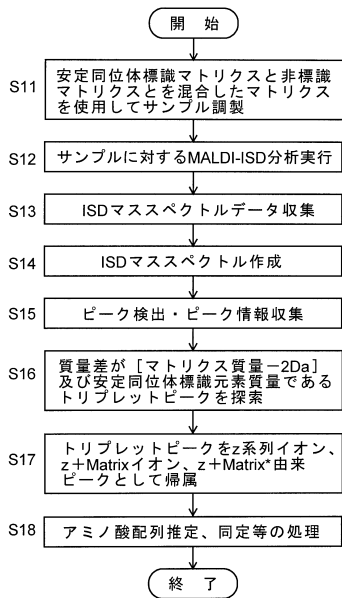 開 始
S11
安定同位体標識マトリクスと非標識
マトリクスとを混合したマトリクス
を使用してサンプル調製
S12
サンプルに対するMALDI-ISD分析実行
S13
ISDマススペクトルデータ収集
S14
ISDマススペクトル作成
S15
ピーク検出・ピーク情報収集
S16
質量差が［マトリクス質量－2Da］
及び安定同位体標識元素質量である
トリプレットピークを探索
S17
トリプレットピークをz系列イオン、
z＋Matrixイオン、z＋Matrix*由来
ピークとして帰属
S18
アミノ酸配列推定、同定等の処理
終 了